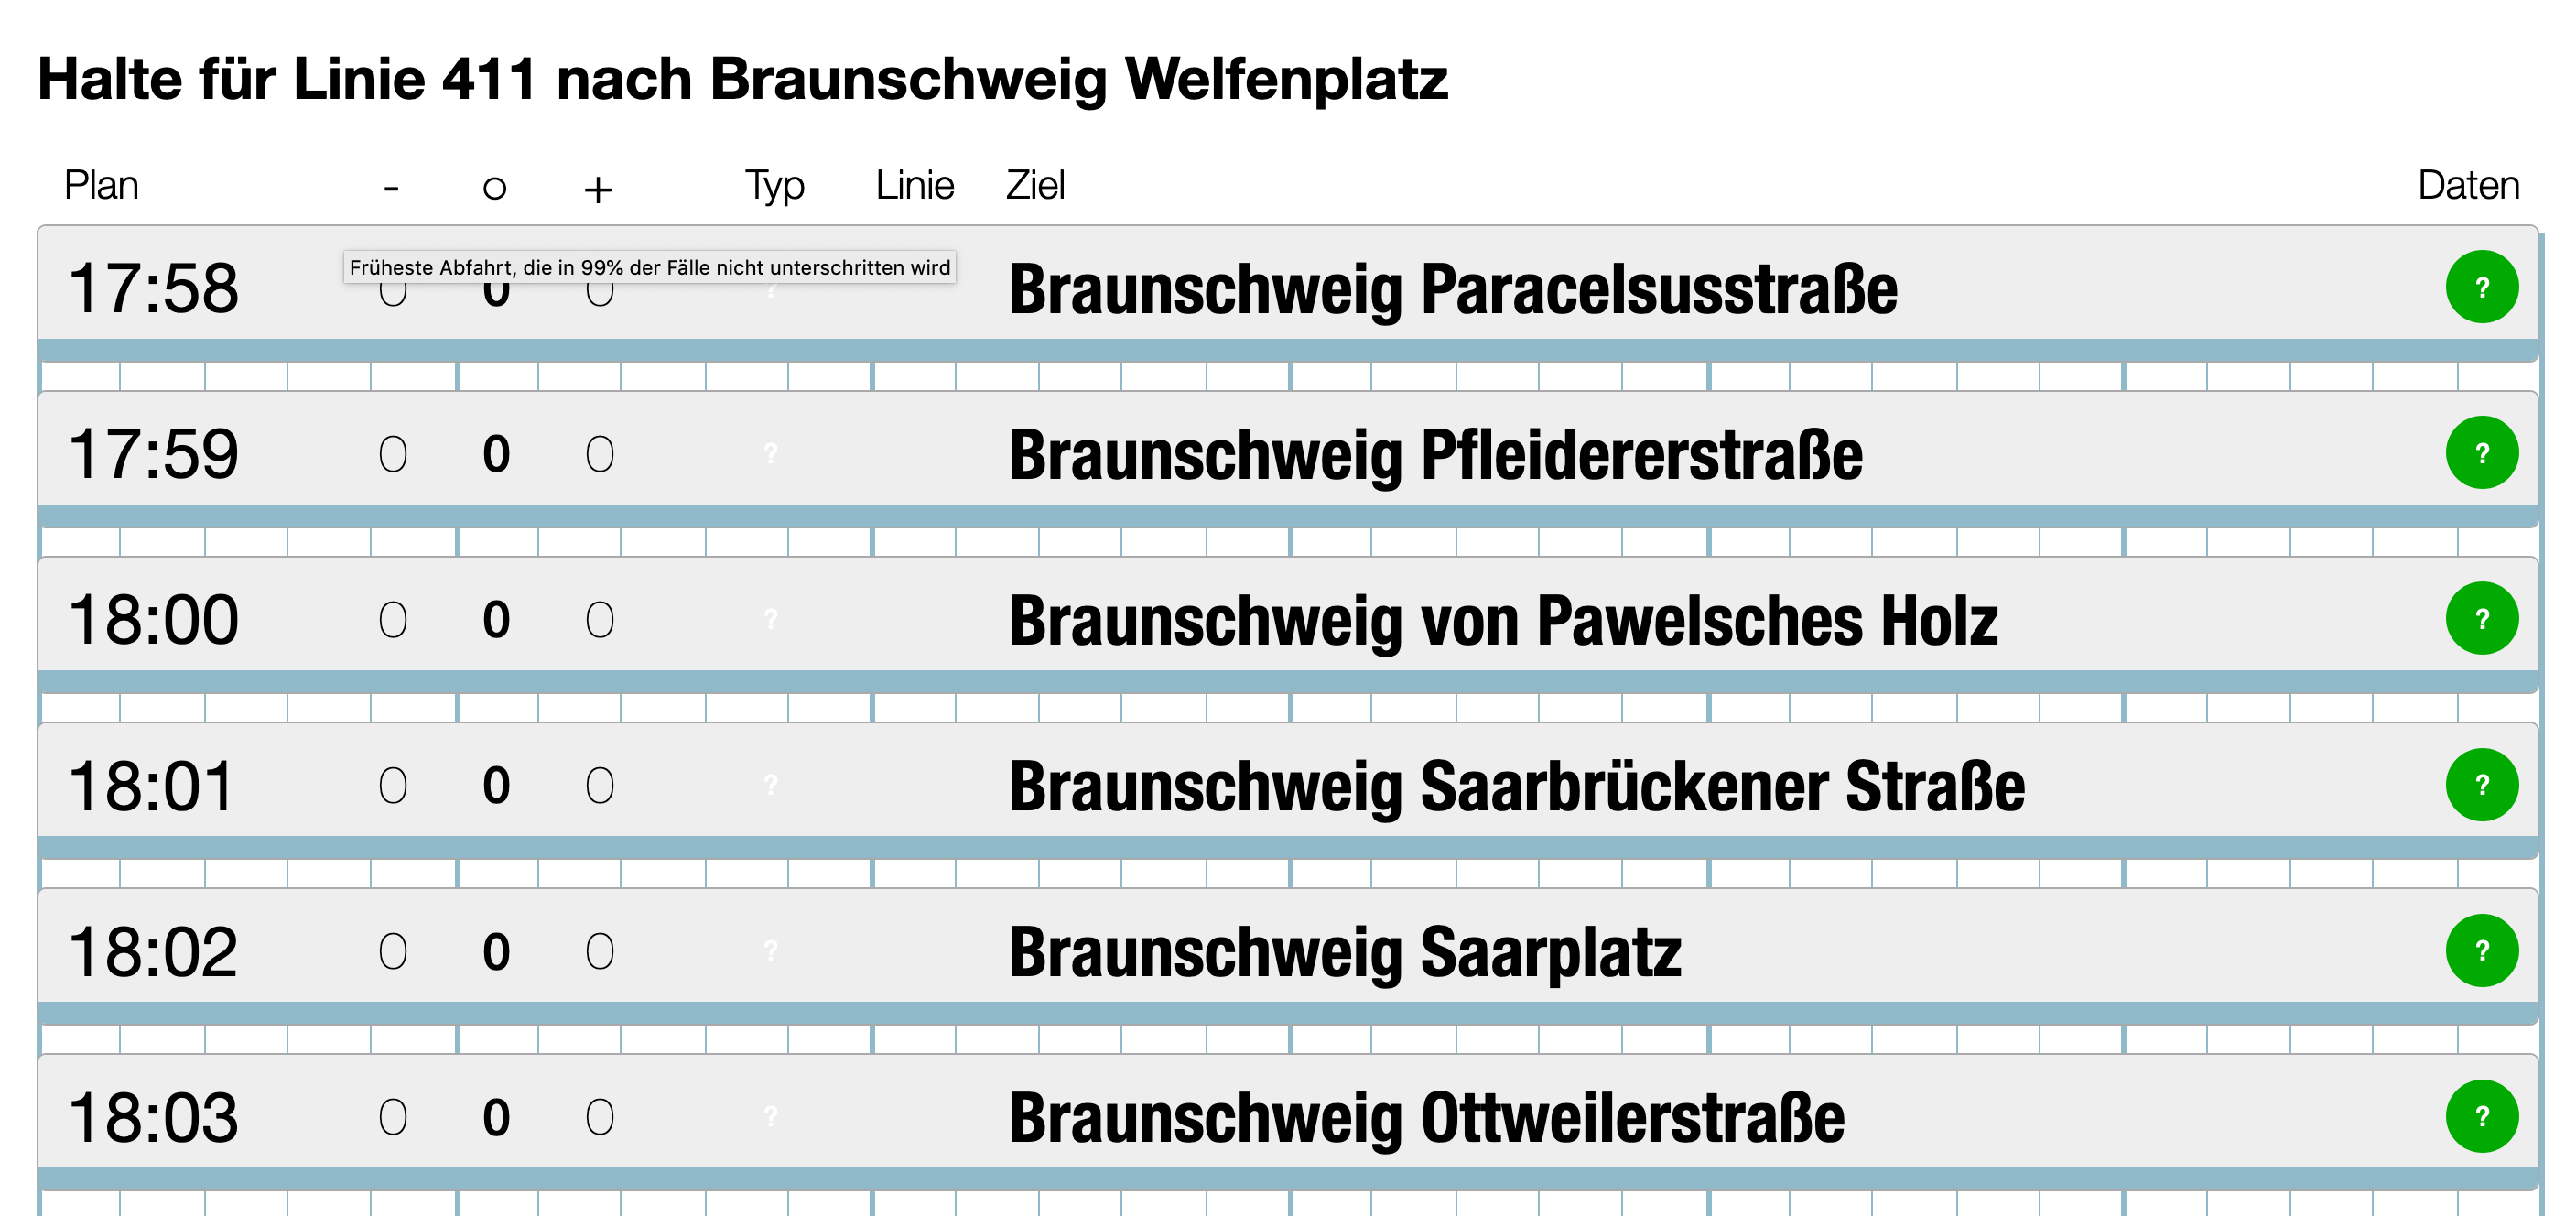 Halte für Linie 411 nach Braunschweig Welfenplatz
Plan - o + Typ Linie Ziel Daten
Früheste Abfahrt, die in 99% der Fälle nicht unterschritten wird
17:58 0 0 0 ? Braunschweig Paracelsusstraße ?
17:59 0 0 0 ? Braunschweig Pfleidererstraße ?
18:00 0 0 0 ? Braunschweig von Pawelsches Holz ?
18:01 0 0 0 ? Braunschweig Saarbrückener Straße ?
18:02 0 0 0 ? Braunschweig Saarplatz ?
18:03 0 0 0 ? Braunschweig Ottweilerstraße ?